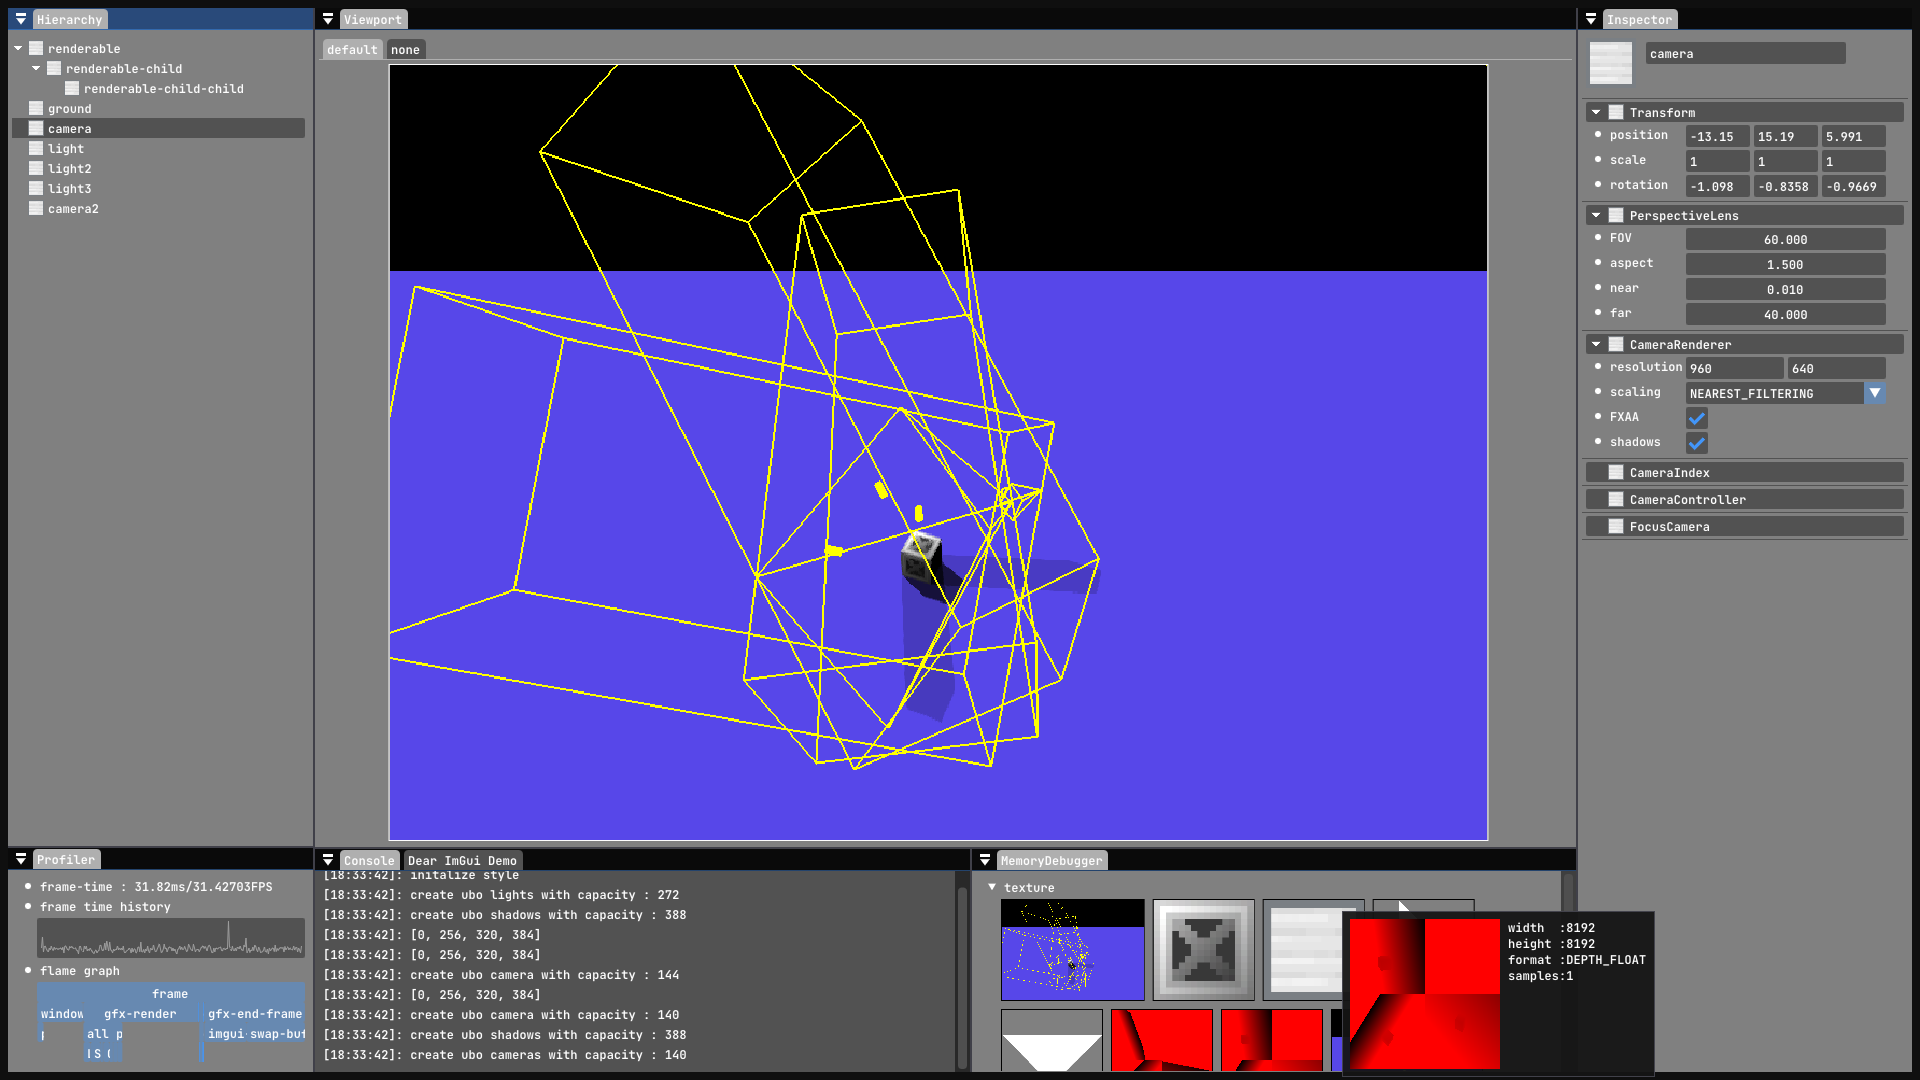 Hierarchy
renderable
renderable-child
renderable-child-child
ground
camera
light
light2
light3
camera2
Viewport
default none
Inspector
camera
Transform
position -13.15 15.19 5.991
scale 1 1 1
rotation -1.098 -0.8358 -0.9669
PerspectiveLens
FOV 60.000
aspect 1.500
near 0.010
far 40.000
CameraRenderer
resolution 960 640
scaling NEAREST_FILTERING
FXAA
shadows
CameraIndex
CameraController
FocusCamera
Profiler
frame-time : 31.82ms/31.42703FPS
frame time history
flame graph
frame
window gfx-render gfx-end-frame
all p imgui swap-buf
Console Dear ImGui Demo
[18:33:42]: initalize style
[18:33:42]: create ubo lights with capacity : 272
[18:33:42]: create ubo shadows with capacity : 388
[18:33:42]: [0, 256, 320, 384]
[18:33:42]: [0, 256, 320, 384]
[18:33:42]: create ubo camera with capacity : 144
[18:33:42]: [0, 256, 320, 384]
[18:33:42]: create ubo camera with capacity : 140
[18:33:42]: create ubo shadows with capacity : 388
[18:33:42]: create ubo cameras with capacity : 140
MemoryDebugger
texture
width :8192
height :8192
format :DEPTH_FLOAT
samples:1